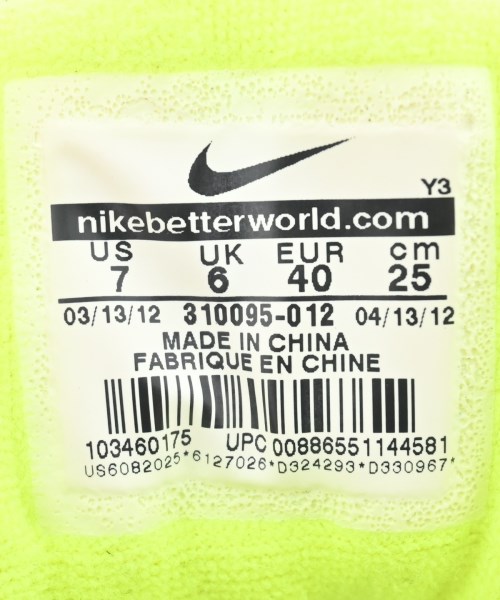 Y3
nikebetterworld.com
US UK EUR cm
7 6 40 25
03/13/12 310095-012 04/13/12
MADE IN CHINA
FABRIQUE EN CHINE
103460175 UPC 00886551144581
US6082025*6127026*D324293*D330967*